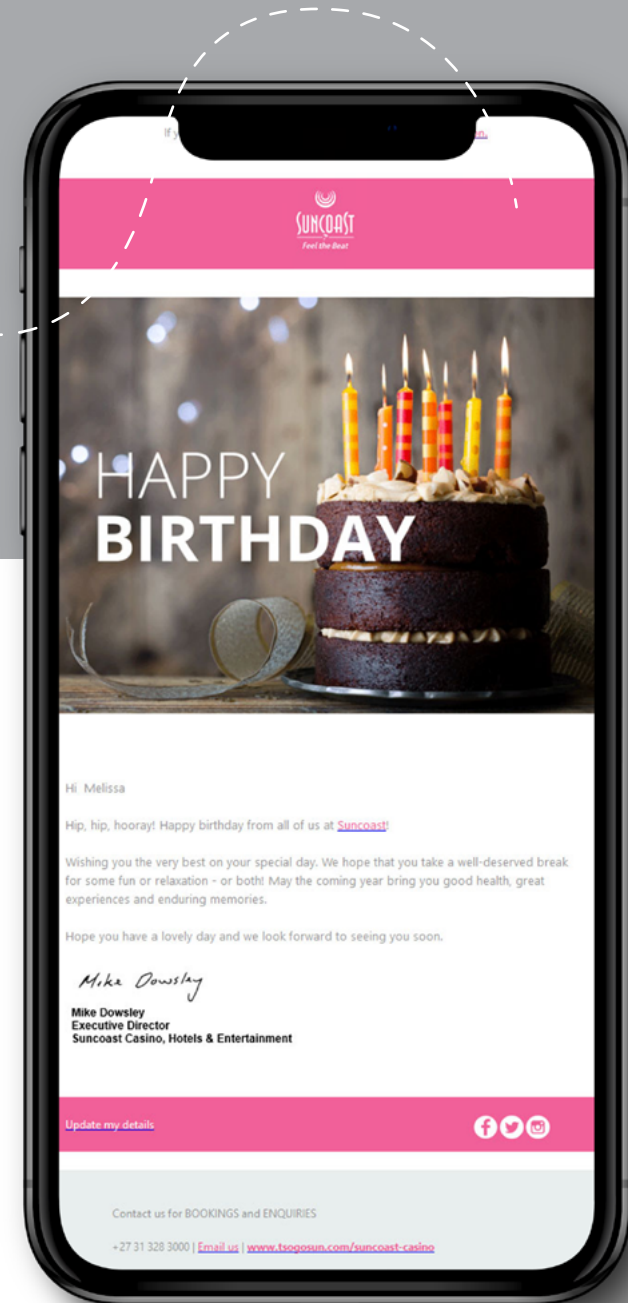 If y
en.
SUNCOAST
Feel the Beat
HAPPY
BIRTHDAY
Hi Melissa
Hip, hip, hooray! Happy birthday from all of us at Suncoast!
Wishing you the very best on your special day. We hope that you take a well-deserved break
for some fun or relaxation - or both! May the coming year bring you good health, great
experiences and enduring memories.
Hope you have a lovely day and we look forward to seeing you soon.
Mike Dowsley
Mike Dowsley
Executive Director
Suncoast Casino, Hotels & Entertainment
Update my details
Contact us for BOOKINGS and ENQUIRIES
+27 31 328 3000 | Email us | www.tsogosun.com/suncoast-casino